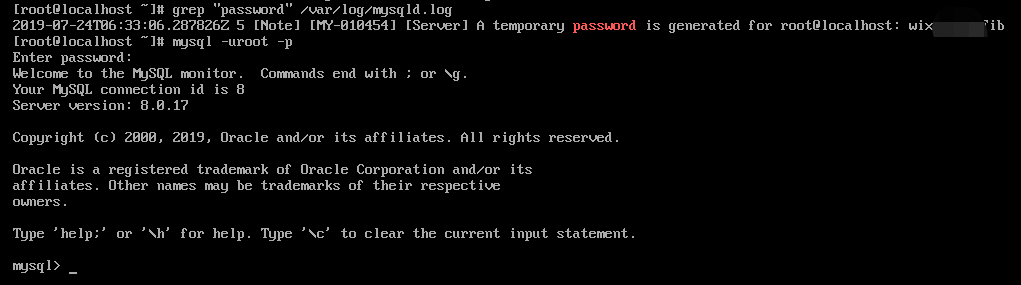 [root@localhost ~]# grep "password" /var/log/mysqld.log
2019-07-24T06:33:06.287826Z 5 [Note] [MY-010454] [Server] A temporary password is generated for root@localhost:
[root@localhost ~]# mysql -uroot -p
Enter password:
Welcome to the MySQL monitor.  Commands end with ; or \g.
Your MySQL connection id is 8
Server version: 8.0.17
Copyright (c) 2000, 2019, Oracle and/or its affiliates. All rights reserved.
Oracle is a registered trademark of Oracle Corporation and/or its
affiliates. Other names may be trademarks of their respective
owners.
Type 'help;' or '\h' for help. Type '\c' to clear the current input statement.
mysql> _